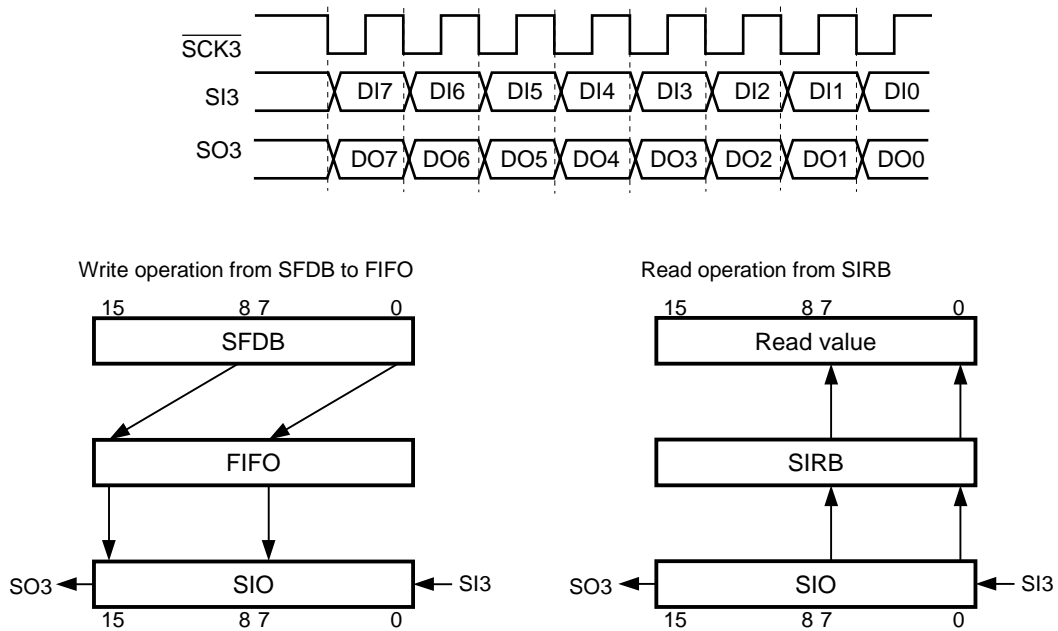 SCK3
SI3 DI7 DI6 DI5 DI4 DI3 DI2 DI1 DI0
SO3 DO7 DO6 DO5 DO4 DO3 DO2 DO1 DO0
Write operation from SFDB to FIFO
15 8 7 0
SFDB
FIFO
SO3 SIO SI3
15 8 7 0
Read operation from SIRB
15 8 7 0
Read value
SIRB
SO3 SIO SI3
15 8 7 0